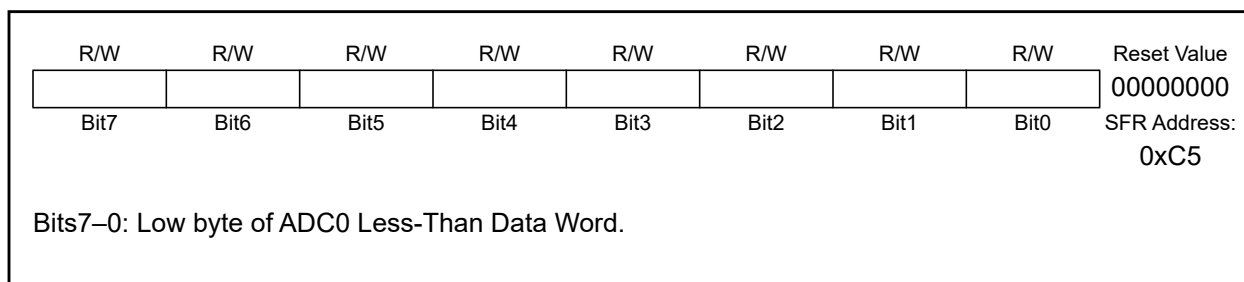 R/W R/W R/W R/W R/W R/W R/W R/W Reset Value
00000000
Bit7 Bit6 Bit5 Bit4 Bit3 Bit2 Bit1 Bit0 SFR Address:
0xC5
Bits7–0: Low byte of ADC0 Less-Than Data Word.